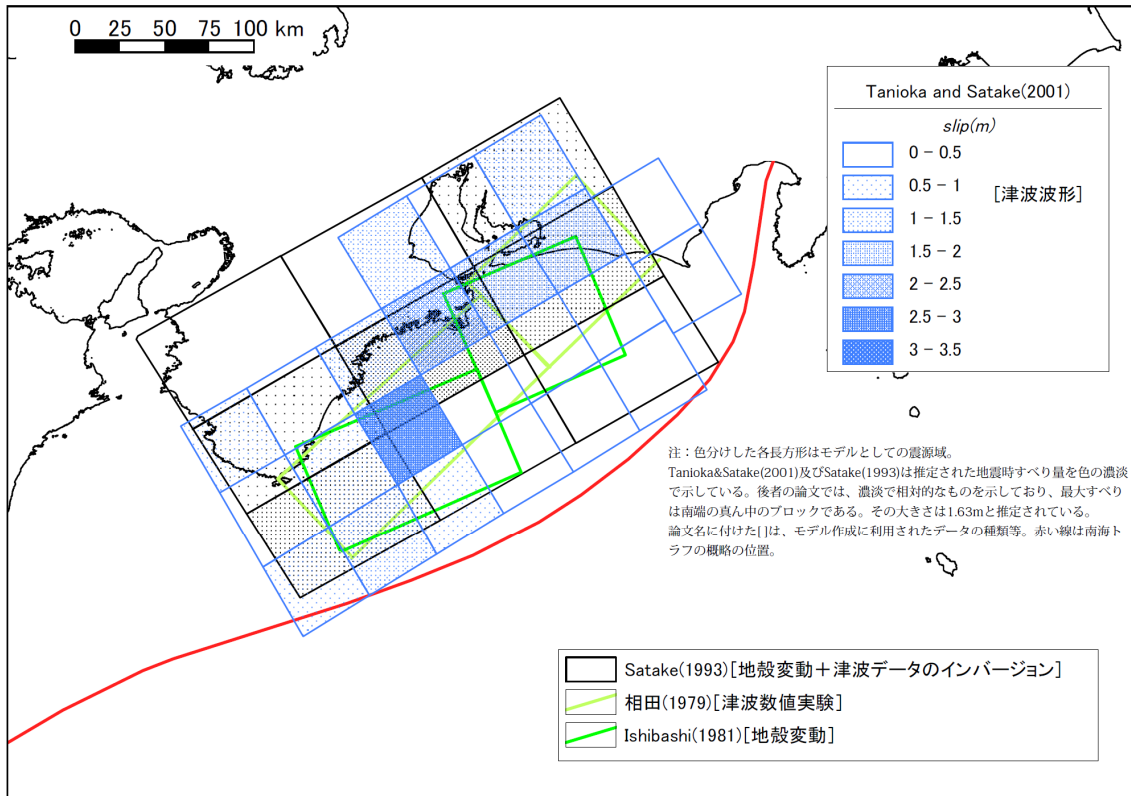 0 25 50 75 100 km
Tanioka and Satake(2001)
slip(m)
0 − 0.5
0.5 − 1
1 − 1.5
1.5 − 2
2 − 2.5
2.5 − 3
3 − 3.5
[津波波形]
注：色分けした各長方形はモデルとしての震源域。
Tanioka&Satake(2001)及びSatake(1993)は推定された地震時すべり量を色の濃淡
で示している。後者の論文では、濃淡で相対的なものを示しており、最大すべり
は南端の真ん中のブロックである。その大きさは1.63mと推定されている。
論文名に付けた[]は、モデル作成に利用されたデータの種類等。赤い線は南海ト
ラフの概略の位置。
Satake(1993)[地殻変動＋津波データのインバージョン]
相田(1979)[津波数値実験]
Ishibashi(1981)[地殻変動]